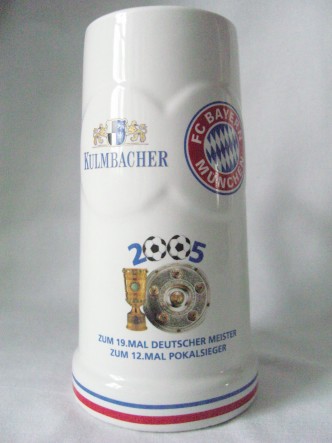 KULMBACHER
FC BAYERN
MÜNCHEN
2005
ZUM 19.MAL DEUTSCHER MEISTER
ZUM 12.MAL POKALSIEGER